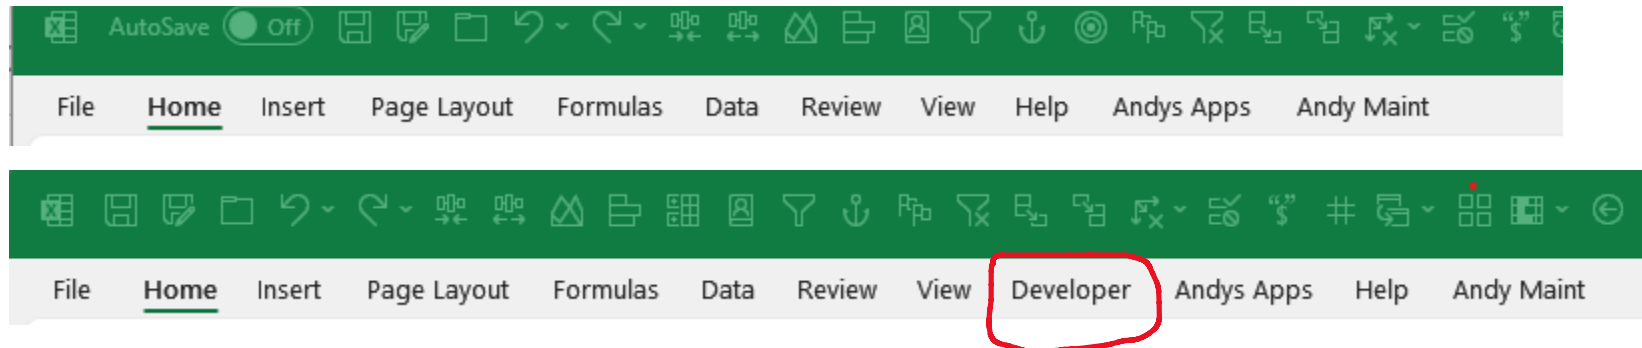 AutoSave Off
File Home Insert Page Layout Formulas Data Review View Help Andys Apps Andy Maint
File Home Insert Page Layout Formulas Data Review View Developer Andys Apps Help Andy Maint